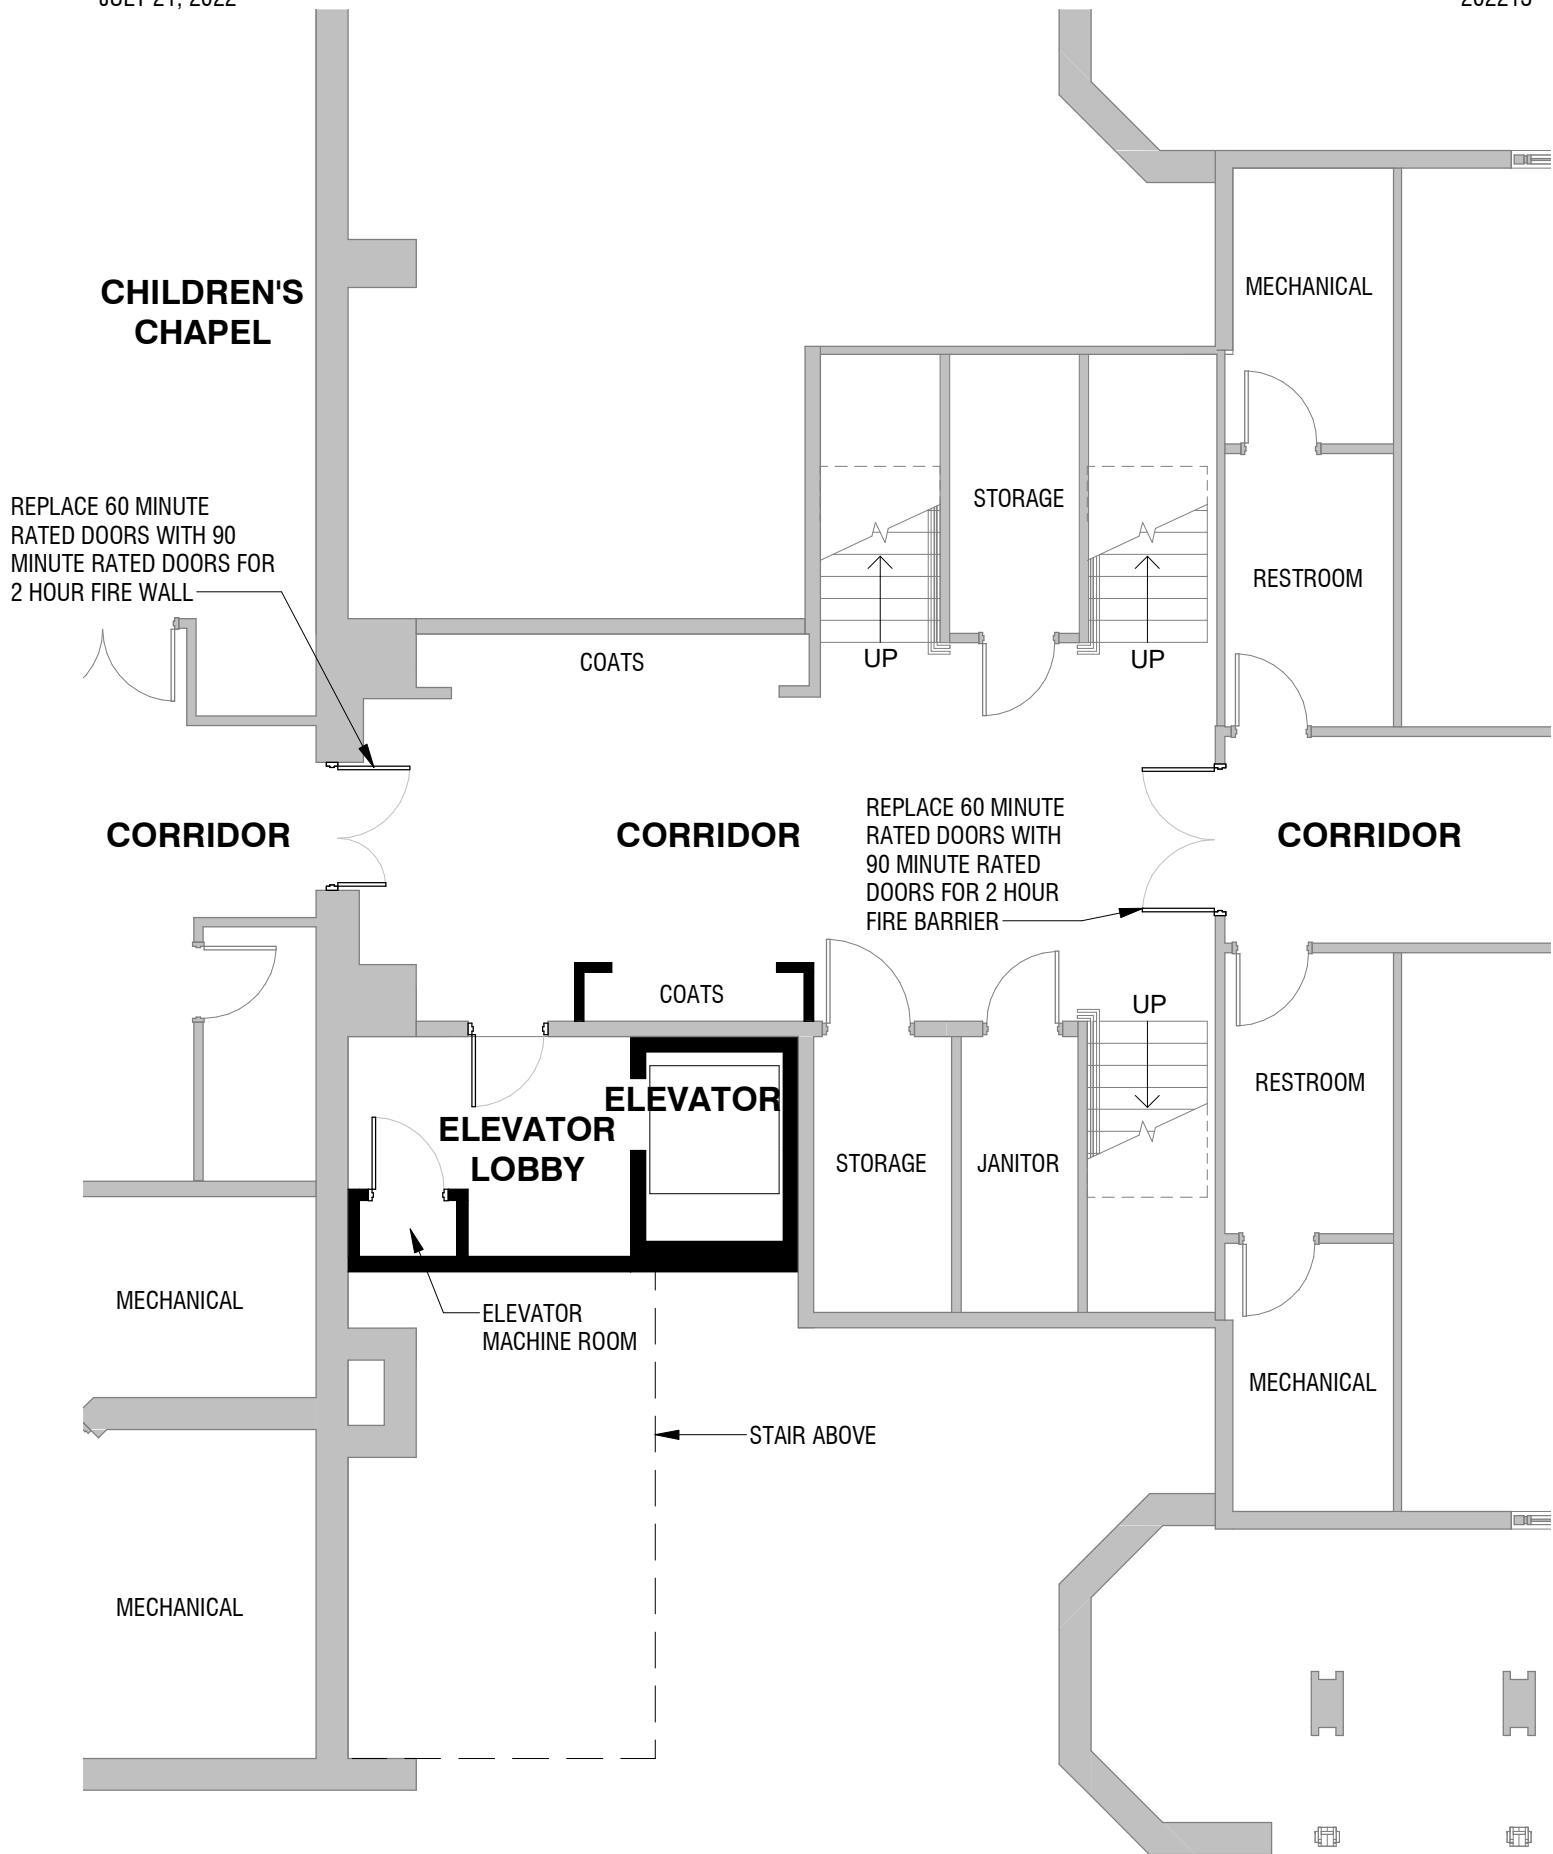 CHILDREN'S
CHAPEL
MECHANICAL
REPLACE 60 MINUTE
RATED DOORS WITH 90
MINUTE RATED DOORS FOR
2 HOUR FIRE WALL
STORAGE
RESTROOM
COATS
UP
UP
CORRIDOR
CORRIDOR
REPLACE 60 MINUTE
RATED DOORS WITH
90 MINUTE RATED
DOORS FOR 2 HOUR
FIRE BARRIER
CORRIDOR
COATS
UP
RESTROOM
ELEVATOR
ELEVATOR
LOBBY
STORAGE
JANITOR
MECHANICAL
ELEVATOR
MACHINE ROOM
MECHANICAL
STAIR ABOVE
MECHANICAL